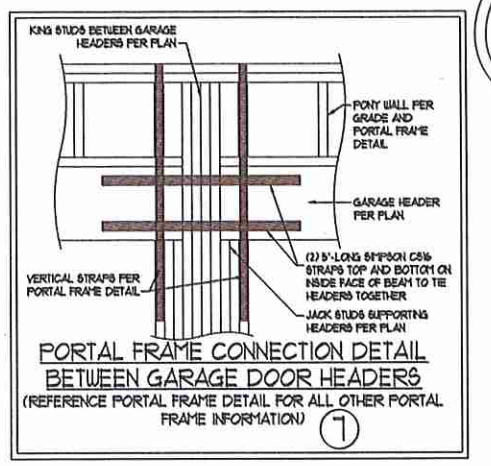 KING STUDS BETWEEN GARAGE
HEADERS PER PLAN
PONY WALL PER
GRADE AND
PORTAL FRAME
DETAIL
GARAGE HEADER
PER PLAN
(2) 5'-LONG SIMPSON CS16
STRAPS TOP AND BOTTOM ON
INSIDE FACE OF BEAM TO TIE
HEADERS TOGETHER
VERTICAL STRAPS PER
PORTAL FRAME DETAIL
JACK STUDS SUPPORTING
HEADERS PER PLAN
PORTAL FRAME CONNECTION DETAIL
BETWEEN GARAGE DOOR HEADERS
(REFERENCE PORTAL FRAME DETAIL FOR ALL OTHER PORTAL
FRAME INFORMATION)
7